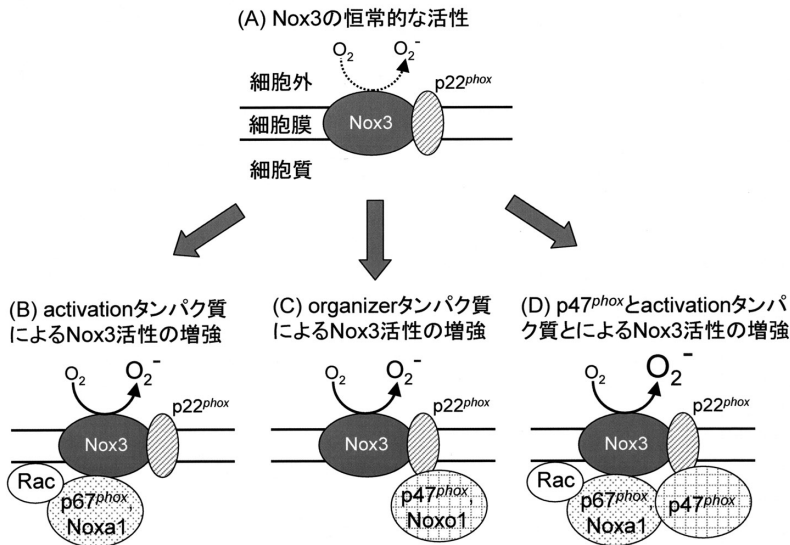 (A) Nox3の恒常的な活性
O2 O2-
p22phox
細胞外
細胞膜
Nox3
細胞質
(B) activationタンパク質
によるNox3活性の増強
O2 O2-
p22phox
Nox3
Rac
p67phox,
Noxa1
(C) organizerタンパク質
によるNox3活性の増強
O2 O2-
p22phox
Nox3
p47phox,
Noxo1
(D) p47phoxとactivationタンパ
ク質とによるNox3活性の増強
O2 O2-
p22phox
Nox3
Rac
p67phox,
Noxa1
p47phox